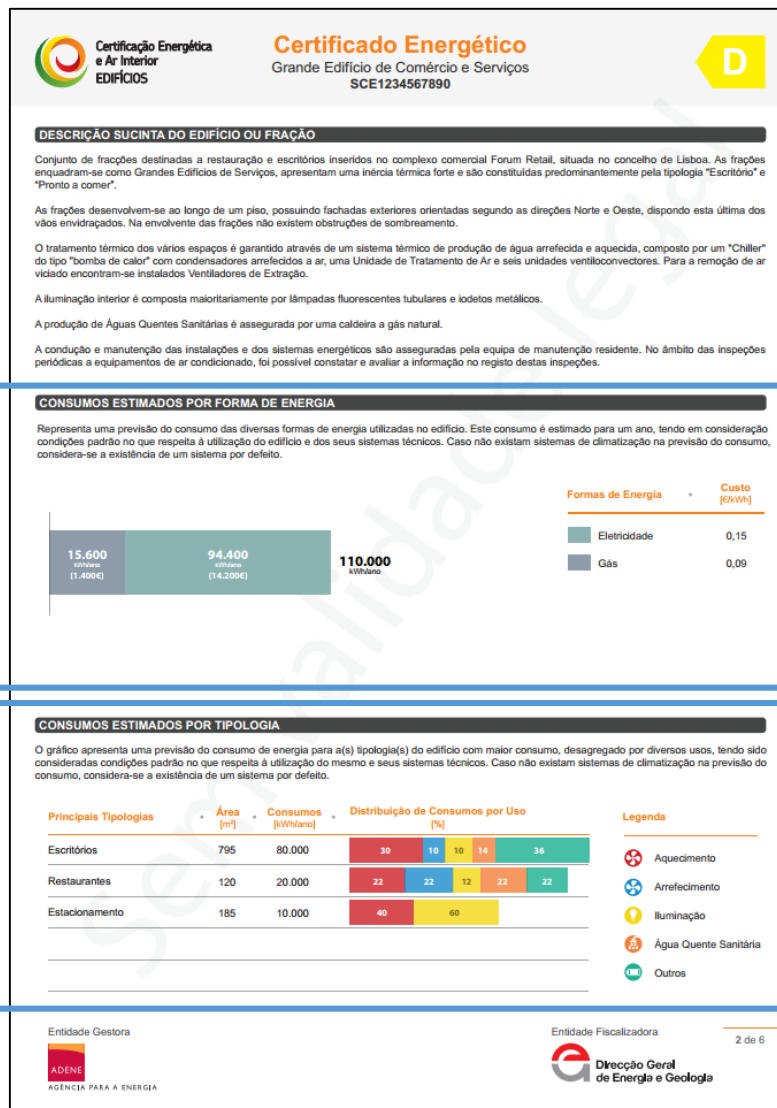 Certificação Energética
e Ar Interior
EDIFÍCIOS
Certificado Energético
Grande Edifício de Comércio e Serviços
SCE1234567890
D
DESCRIÇÃO SUCINTA DO EDIFÍCIO OU FRAÇÃO
Conjunto de fracções destinadas a restauração e escritórios inseridos no complexo comercial Forum Retail, situada no concelho de Lisboa. As frações
enquadram-se como Grandes Edifícios de Serviços, apresentam uma inércia térmica forte e são constituídas predominantemente pela tipologia "Escritório" e
"Pronto a comer".
As frações desenvolvem-se ao longo de um piso, possuindo fachadas exteriores orientadas segundo as direções Norte e Oeste, dispondo esta última dos
vãos envidraçados. Na envolvente das frações não existem obstruções de sombreamento.
O tratamento térmico dos vários espaços é garantido através de um sistema térmico de produção de água arrefecida e aquecida, composto por um "Chiller"
do tipo "bomba de calor" com condensadores arrefecidos a ar, uma Unidade de Tratamento de Ar e seis unidades ventiloconvectores. Para a remoção de ar
viciado encontram-se instalados Ventiladores de Extração.
A iluminação interior é composta maioritariamente por lâmpadas fluorescentes tubulares e iodetos metálicos.
A produção de Águas Quentes Sanitárias é assegurada por uma caldeira a gás natural.
A condução e manutenção das instalações e dos sistemas energéticos são asseguradas pela equipa de manutenção residente. No âmbito das inspeções
periódicas a equipamentos de ar condicionado, foi possível constatar e avaliar a informação no registo destas inspeções.
CONSUMOS ESTIMADOS POR FORMA DE ENERGIA
Representa uma previsão do consumo das diversas formas de energia utilizadas no edifício. Este consumo é estimado para um ano, tendo em consideração
condições padrão no que respeita à utilização do edifício e dos seus sistemas técnicos. Caso não existam sistemas de climatização na previsão do consumo,
considera-se a existência de um sistema por defeito.
Formas de Energia Custo
[€/kWh]
Eletricidade 0,15
Gás 0,09
15.600 94.400 110.000
kWh/ano kWh/ano kWh/ano
(1.400€) (14.200€)
CONSUMOS ESTIMADOS POR TIPOLOGIA
O gráfico apresenta uma previsão do consumo de energia para a(s) tipologia(s) do edifício com maior consumo, desagregado por diversos usos, tendo sido
consideradas condições padrão no que respeita à utilização do mesmo e seus sistemas técnicos. Caso não existam sistemas de climatização na previsão do
consumo, considera-se a existência de um sistema por defeito.
Principais Tipologias Área Consumos Distribuição de Consumos por Uso Legenda
[m²] [kWh/ano] [%]
Escritórios 795 80.000 30 10 10 14 36
Restaurantes 120 20.000 22 22 12 22 22
Estacionamento 185 10.000 40 60
Aquecimento
Arrefecimento
Iluminação
Água Quente Sanitária
Outros
Sem validade legal
Entidade Gestora
ADENE
AGÊNCIA PARA A ENERGIA
Entidade Fiscalizadora
Direcção Geral
de Energia e Geologia
2 de 6